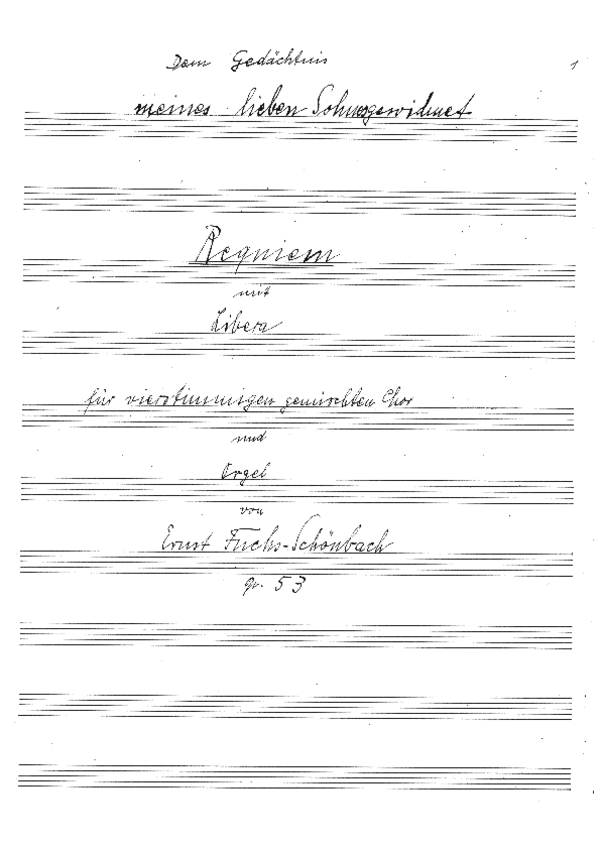 Dem Gedächtnis 1
meines lieben Sohnes gewidmet
Requiem
mit
Libera
für vierstimmigen gemischten Chor
und
Orgel
von
Ernst Fuchs-Schönbach
op. 53